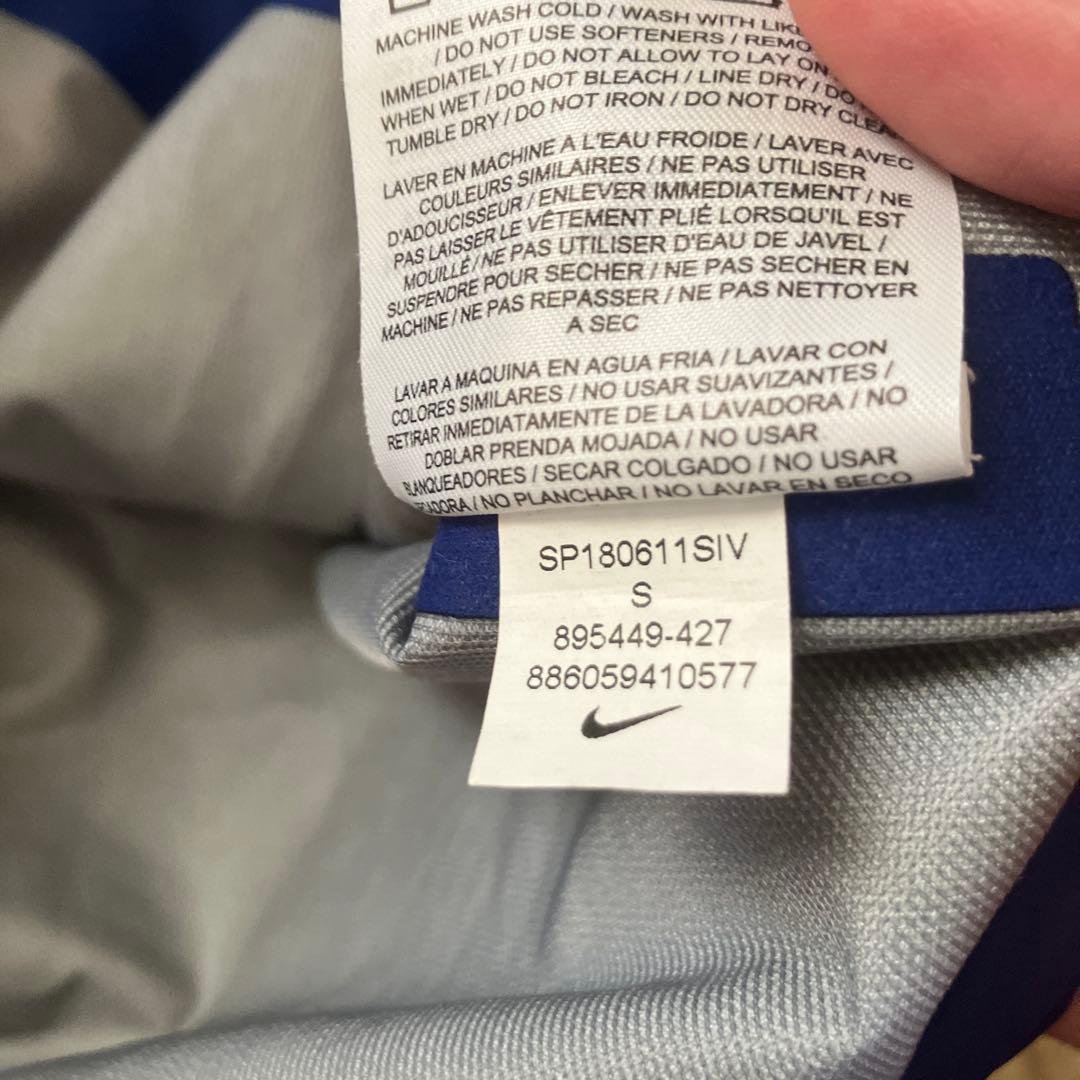 MACHINE WASH COLD / WASH WITH LIKE
/ DO NOT USE SOFTENERS / REMO
IMMEDIATELY / DO NOT ALLOW TO LAY ON
WHEN WET / DO NOT BLEACH / LINE DRY / DO
TUMBLE DRY / DO NOT IRON / DO NOT DRY CLEA
LAVER EN MACHINE A L'EAU FROIDE / LAVER AVEC
COULEURS SIMILAIRES / NE PAS UTILISER
D'ADOUCISSEUR / ENLEVER IMMEDIATEMENT / NE
PAS LAISSER LE VÊTEMENT PLIÉ LORSQU'IL EST
MOUILLÉ / NE PAS UTILISER D'EAU DE JAVEL /
SUSPENDRE POUR SECHER / NE PAS SECHER EN
MACHINE / NE PAS REPASSER / NE PAS NETTOYER
A SEC
LAVAR A MAQUINA EN AGUA FRIA / LAVAR CON
COLORES SIMILARES / NO USAR SUAVIZANTES /
RETIRAR INMEDIATAMENTE DE LA LAVADORA / NO
DOBLAR PRENDA MOJADA / NO USAR
BLANQUEADORES / SECAR COLGADO / NO USAR
CADORA / NO PLANCHAR / NO LAVAR EN SECO
SP180611SIV
S
895449-427
886059410577